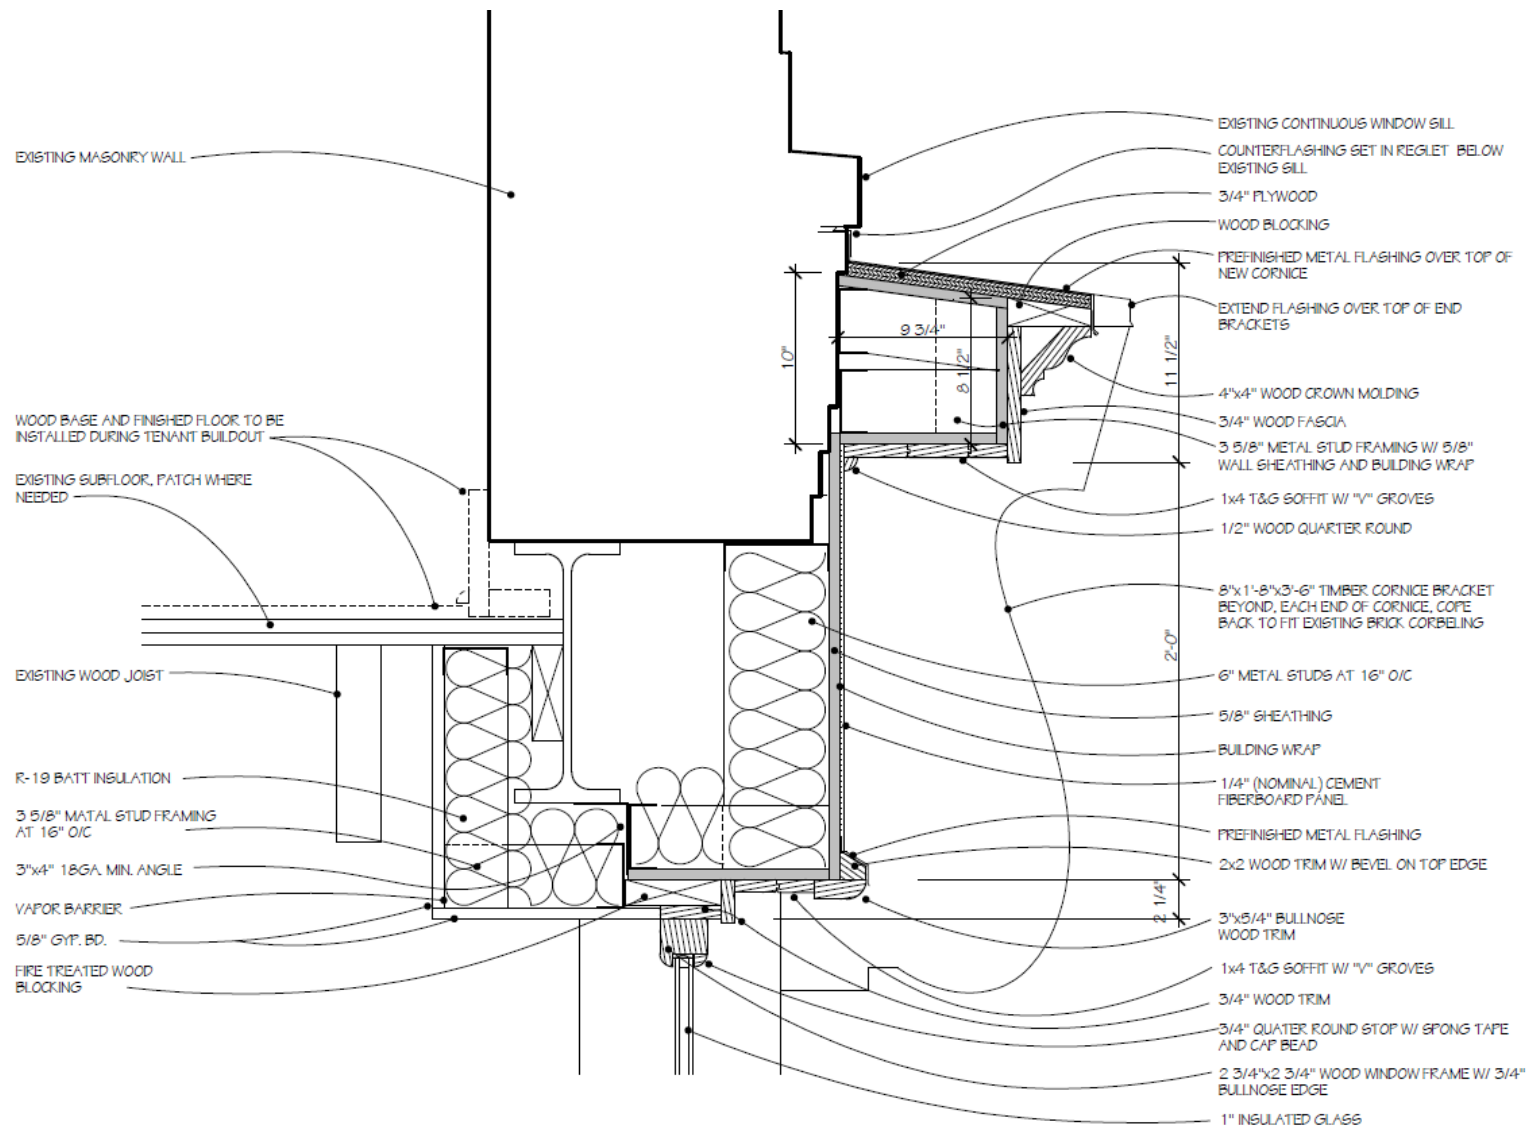 EXISTING MASONRY WALL
WOOD BASE AND FINISHED FLOOR TO BE
INSTALLED DURING TENANT BUILDOUT
EXISTING SUBFLOOR, PATCH WHERE
NEEDED
EXISTING WOOD JOIST
R-19 BATT INSULATION
3 5/8" MATAL STUD FRAMING
AT 16" O/C
3"x4" 18GA. MIN. ANGLE
VAPOR BARRIER
5/8" GYP. BD.
FIRE TREATED WOOD
BLOCKING
10"
9 3/4"
8 1/2"
11 1/2"
2'-0"
2 1/4"
EXISTING CONTINUOUS WINDOW SILL
COUNTERFLASHING SET IN REGLET BELOW
EXISTING SILL
3/4" PLYWOOD
WOOD BLOCKING
PREFINISHED METAL FLASHING OVER TOP OF
NEW CORNICE
EXTEND FLASHING OVER TOP OF END
BRACKETS
4"x4" WOOD CROWN MOLDING
3/4" WOOD FASCIA
3 5/8" METAL STUD FRAMING W/ 5/8"
WALL SHEATHING AND BUILDING WRAP
1x4 T&G SOFFIT W/ "V" GROVES
1/2" WOOD QUARTER ROUND
8"x1'-8"x3'-6" TIMBER CORNICE BRACKET
BEYOND, EACH END OF CORNICE, COPE
BACK TO FIT EXISTING BRICK CORBELING
6" METAL STUDS AT 16" O/C
5/8" SHEATHING
BUILDING WRAP
1/4" (NOMINAL) CEMENT
FIBERBOARD PANEL
PREFINISHED METAL FLASHING
2x2 WOOD TRIM W/ BEVEL ON TOP EDGE
3"x5/4" BULLNOSE
WOOD TRIM
1x4 T&G SOFFIT W/ "V" GROVES
3/4" WOOD TRIM
3/4" QUATER ROUND STOP W/ SPONG TAPE
AND CAP BEAD
2 3/4"x2 3/4" WOOD WINDOW FRAME W/ 3/4"
BULLNOSE EDGE
1" INSULATED GLASS